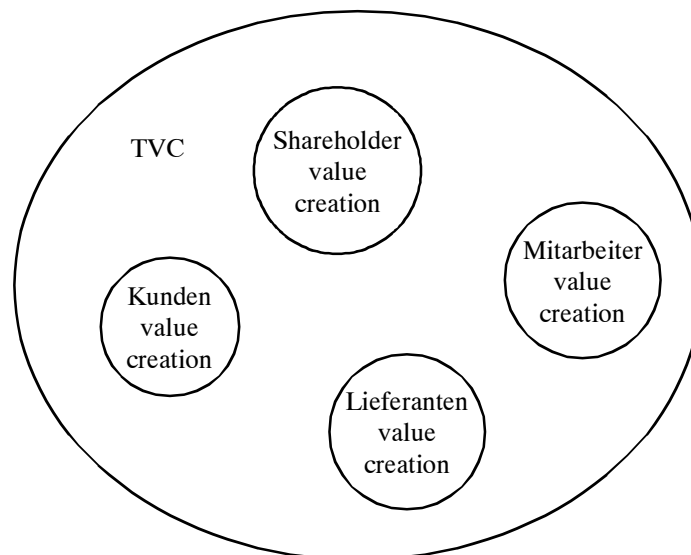 TVC
Shareholder
value
creation
Mitarbeiter
value
creation
Kunden
value
creation
Lieferanten
value
creation